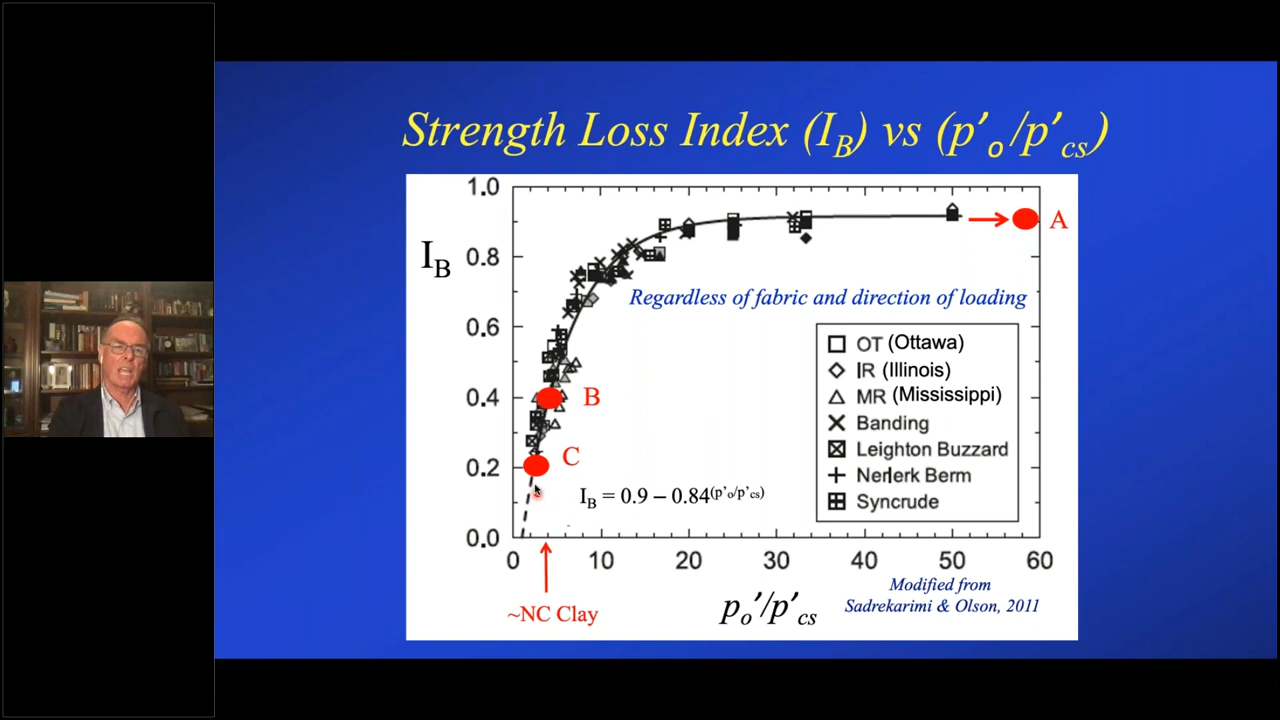 Strength Loss Index (I_B) vs (p'_o/p'_cs)
1.0
0.8
0.6
0.4
0.2
0.0
I_B
A
Regardless of fabric and direction of loading
OT (Ottawa)
IR (Illinois)
MR (Mississippi)
Banding
Leighton Buzzard
Nerlerk Berm
Syncrude
B
C
I_B = 0.9 – 0.84^(p'_o/p'_cs)
0 10 20 30 40 50 60
~NC Clay
p_o'/p'_cs
Modified from
Sadrekarimi & Olson, 2011